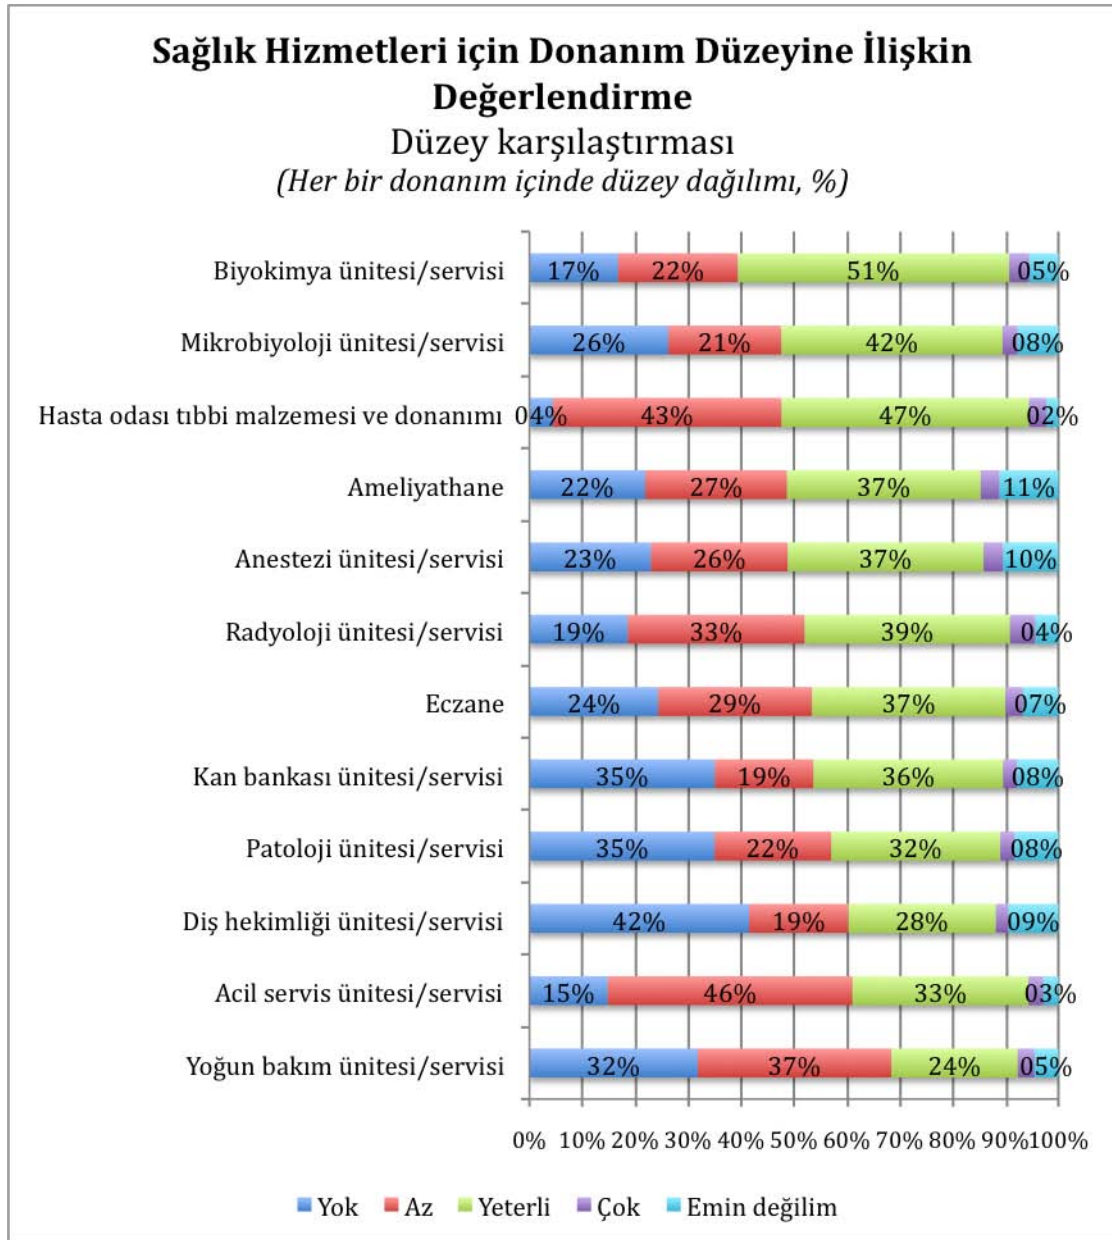 Sağlık Hizmetleri için Donanım Düzeyine İlişkin
Değerlendirme
Düzey karşılaştırması
(Her bir donanım içinde düzey dağılımı, %)
Biyokimya ünitesi/servisi 17% 22% 51% 05%
Mikrobiyoloji ünitesi/servisi 26% 21% 42% 08%
Hasta odası tıbbi malzemesi ve donanımı 04% 43% 47% 02%
Ameliyathane 22% 27% 37% 11%
Anestezi ünitesi/servisi 23% 26% 37% 10%
Radyoloji ünitesi/servisi 19% 33% 39% 04%
Eczane 24% 29% 37% 07%
Kan bankası ünitesi/servisi 35% 19% 36% 08%
Patoloji ünitesi/servisi 35% 22% 32% 08%
Diş hekimliği ünitesi/servisi 42% 19% 28% 09%
Acil servis ünitesi/servisi 15% 46% 33% 03%
Yoğun bakım ünitesi/servisi 32% 37% 24% 05%
0% 10% 20% 30% 40% 50% 60% 70% 80% 90% 100%
Yok Az Yeterli Çok Emin değilim